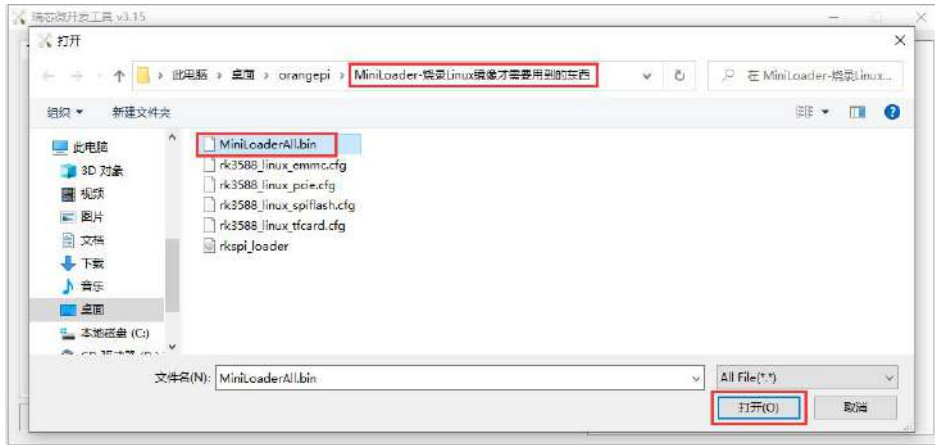 瑞芯微开发工具 v3.15
打开
此电脑 › 桌面 › orangepi › MiniLoader-烧录Linux镜像才需要用到的东西
在 MiniLoader-烧录Linux...
组织 新建文件夹
此电脑
3D 对象
视频
图片
文档
下载
音乐
桌面
本地磁盘 (C:)
MiniLoaderAll.bin
rk3588_linux_emmc.cfg
rk3588_linux_pcie.cfg
rk3588_linux_spiflash.cfg
rk3588_linux_tfcard.cfg
rkspi_loader
文件名(N): MiniLoaderAll.bin
All File(*.*)
打开(O) 取消